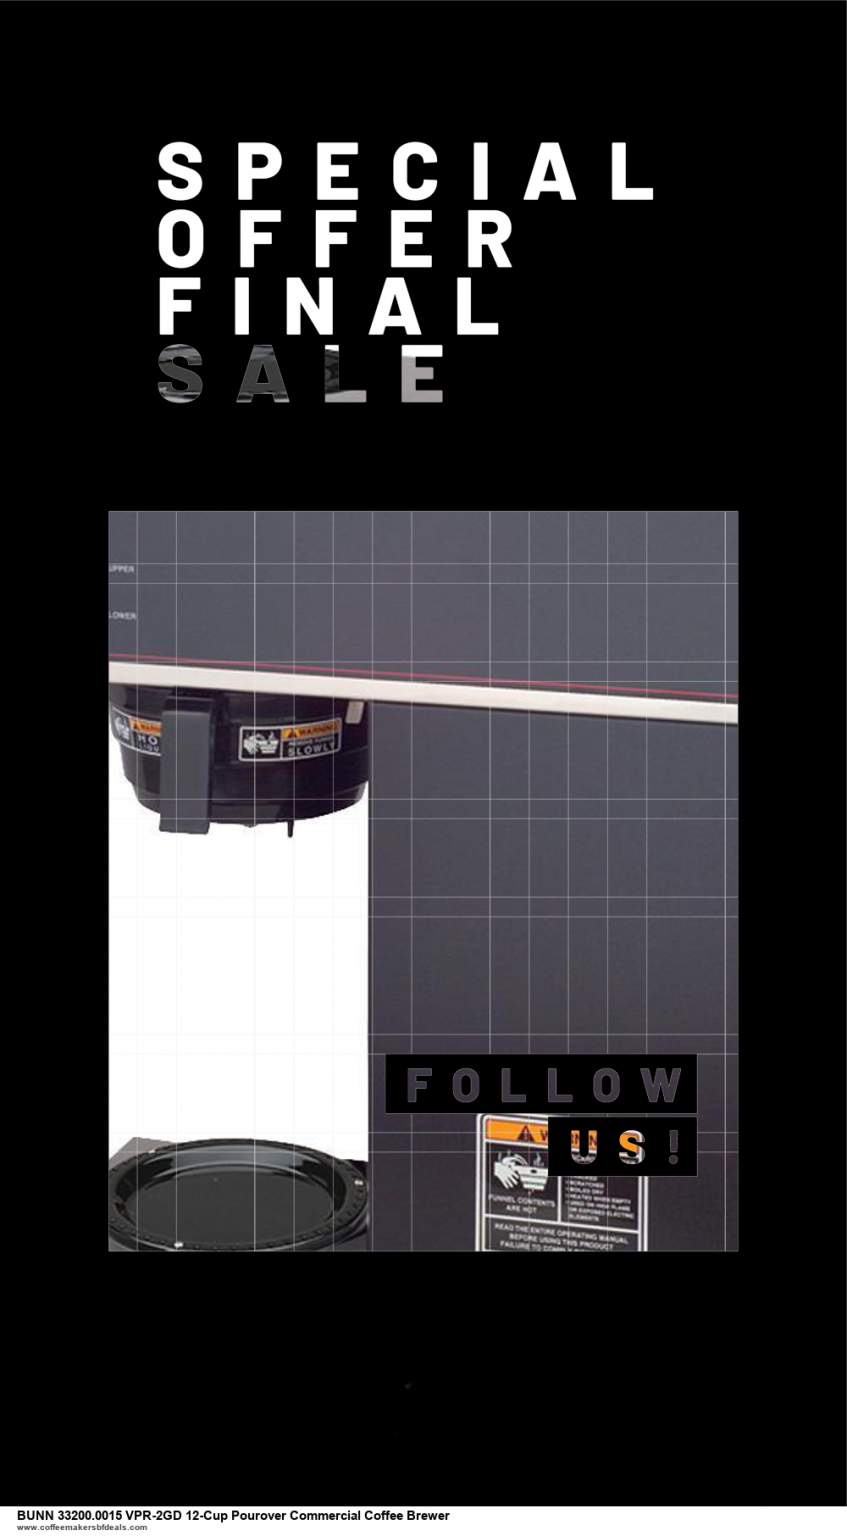 SPECIAL
OFFER
FINAL
SALE
UPPER
LOWER
WARNING
SLOWLY
FOLLOW
US!
FUNNEL CONTENTS
ARE HOT
READ THE ENTIRE OPERATING MANUAL
BEFORE USING THIS PRODUCT
BUNN 33200.0015 VPR-2GD 12-Cup Pourover Commercial Coffee Brewer
www.coffeemakersbfdeals.com